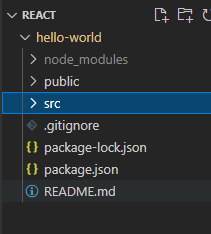 REACT
hello-world
node_modules
public
src
.gitignore
package-lock.json
package.json
README.md